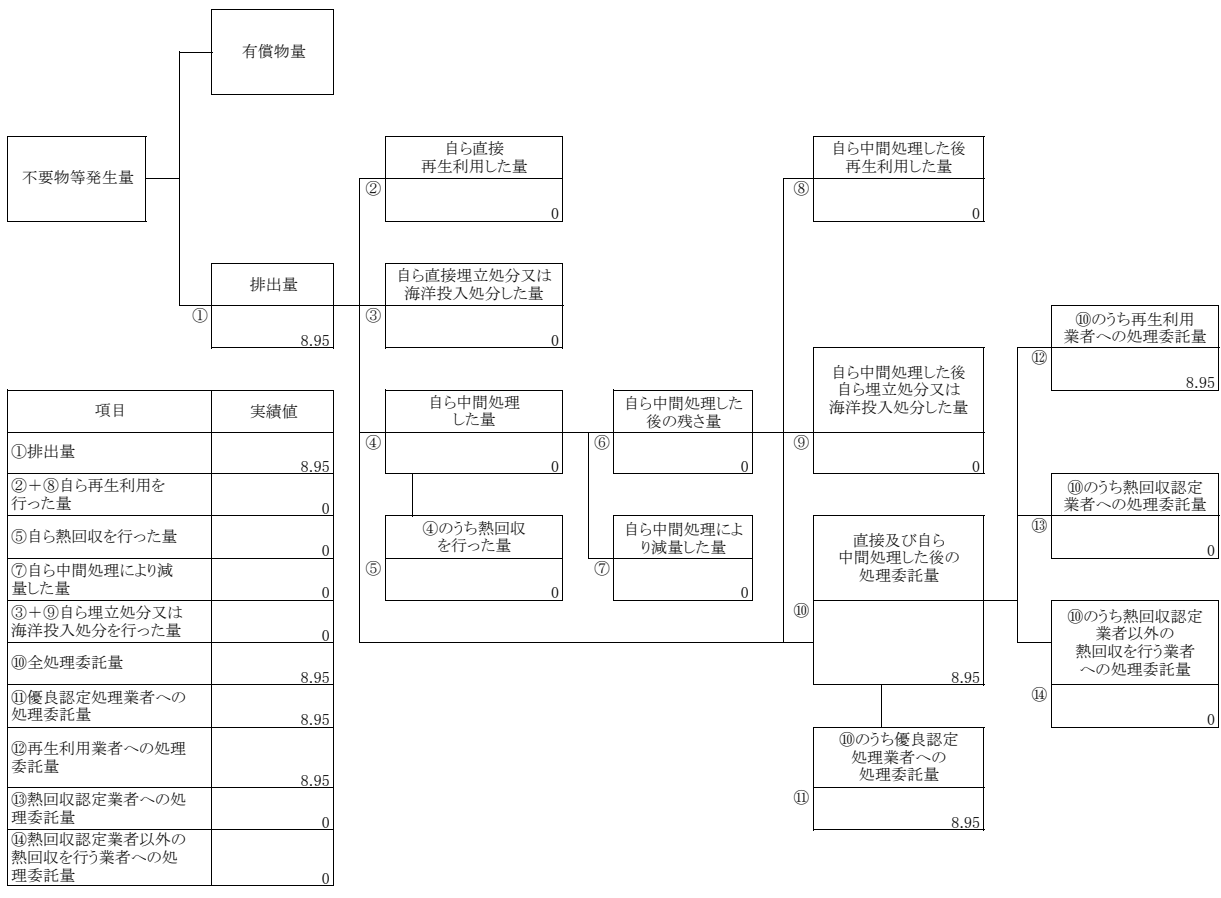 有償物量
不要物等発生量
自ら直接
再生利用した量
②
0
自ら中間処理した後
再生利用した量
⑧
0
排出量
①
8.95
自ら直接埋立処分又は
海洋投入処分した量
③
0
⑩のうち再生利用
業者への処理委託量
⑫
8.95
自ら中間処理
した量
④
0
自ら中間処理した
後の残さ量
⑥
0
自ら中間処理した後
自ら埋立処分又は
海洋投入処分した量
⑨
0
⑩のうち熱回収認定
業者への処理委託量
⑬
0
④のうち熱回収
を行った量
⑤
0
自ら中間処理によ
り減量した量
⑦
0
直接及び自ら
中間処理した後の
処理委託量
⑩
8.95
⑩のうち熱回収認定
業者以外の
熱回収を行う業者
への処理委託量
⑭
0
⑩のうち優良認定
処理業者への
処理委託量
⑪
8.95
項目 実績値
①排出量
8.95
②+⑧自ら再生利用を
行った量
0
⑤自ら熱回収を行った量
0
⑦自ら中間処理により減
量した量
0
③+⑨自ら埋立処分又は
海洋投入処分を行った量
0
⑩全処理委託量
8.95
⑪優良認定処理業者への
処理委託量
8.95
⑫再生利用業者への処理
委託量
8.95
⑬熱回収認定業者への処
理委託量
0
⑭熱回収認定業者以外の
熱回収を行う業者への処
理委託量
0